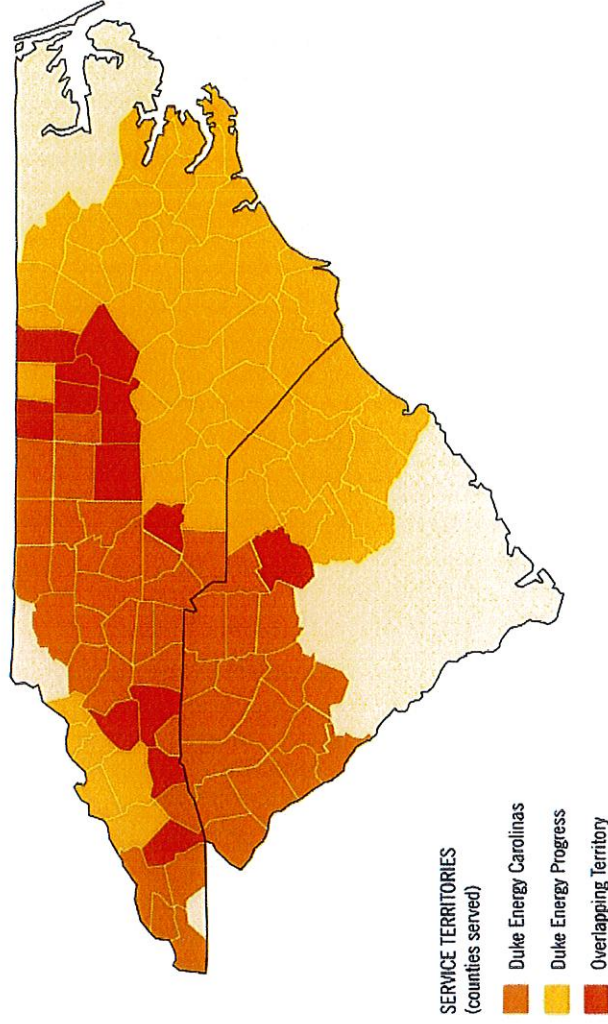 SERVICE TERRITORIES
(counties served)
Duke Energy Carolinas
Duke Energy Progress
Overlapping Territory